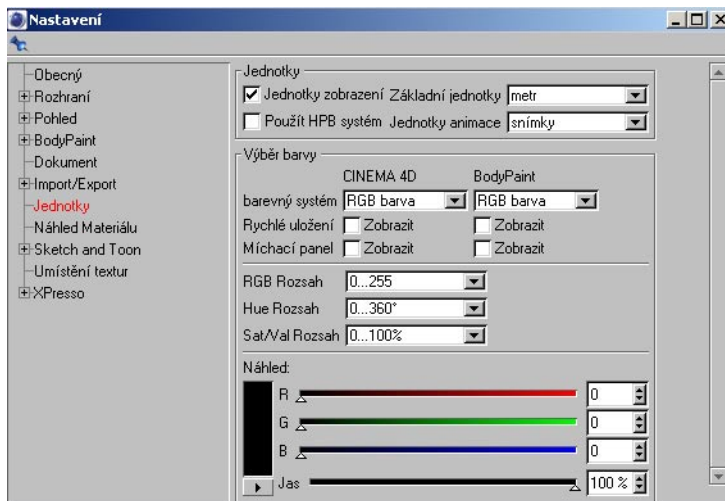 Nastavení
Obecný
Rozhraní
Pohled
BodyPaint
Dokument
Import/Export
Jednotky
Náhled Materiálu
Sketch and Toon
Umístění textur
XPresso
Jednotky
Jednotky zobrazení Základní jednotky metr
Použít HPB systém Jednotky animace snímky
Výběr barvy
CINEMA 4D BodyPaint
barevný systém RGB barva RGB barva
Rychlé uložení Zobrazit Zobrazit
Míchací panel Zobrazit Zobrazit
RGB Rozsah 0...255
Hue Rozsah 0...360°
Sat/Val Rozsah 0...100%
Náhled:
R 0
G 0
B 0
Jas 100 %